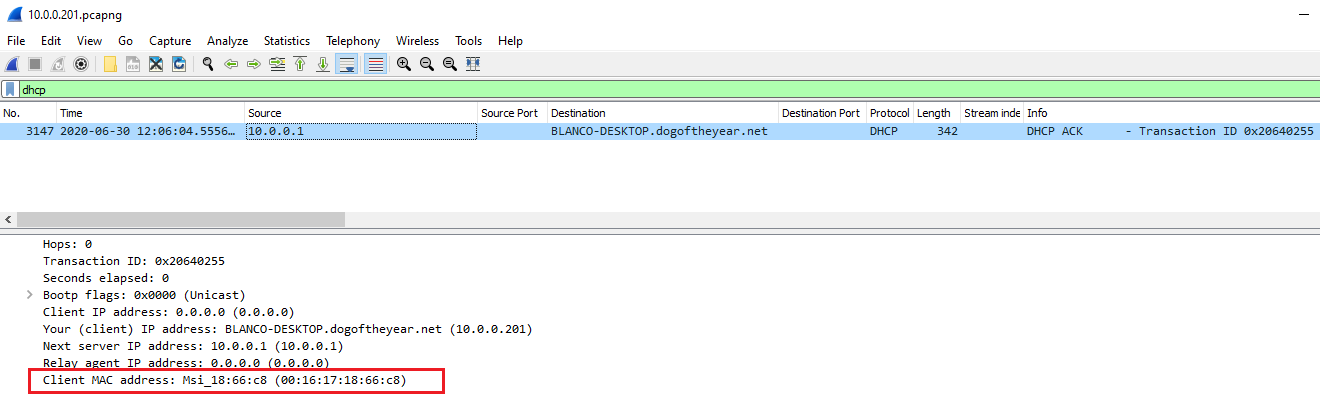 10.0.0.201.pcapng
File Edit View Go Capture Analyze Statistics Telephony Wireless Tools Help
dhcp
No. Time Source Source Port Destination Destination Port Protocol Length Stream inde Info
3147 2020-06-30 12:06:04.5556… 10.0.0.1 BLANCO-DESKTOP.dogoftheyear.net DHCP 342 DHCP ACK - Transaction ID 0x20640255
Hops: 0
Transaction ID: 0x20640255
Seconds elapsed: 0
Bootp flags: 0x0000 (Unicast)
Client IP address: 0.0.0.0 (0.0.0.0)
Your (client) IP address: BLANCO-DESKTOP.dogoftheyear.net (10.0.0.201)
Next server IP address: 10.0.0.1 (10.0.0.1)
Relay agent IP address: 0.0.0.0 (0.0.0.0)
Client MAC address: Msi_18:66:c8 (00:16:17:18:66:c8)